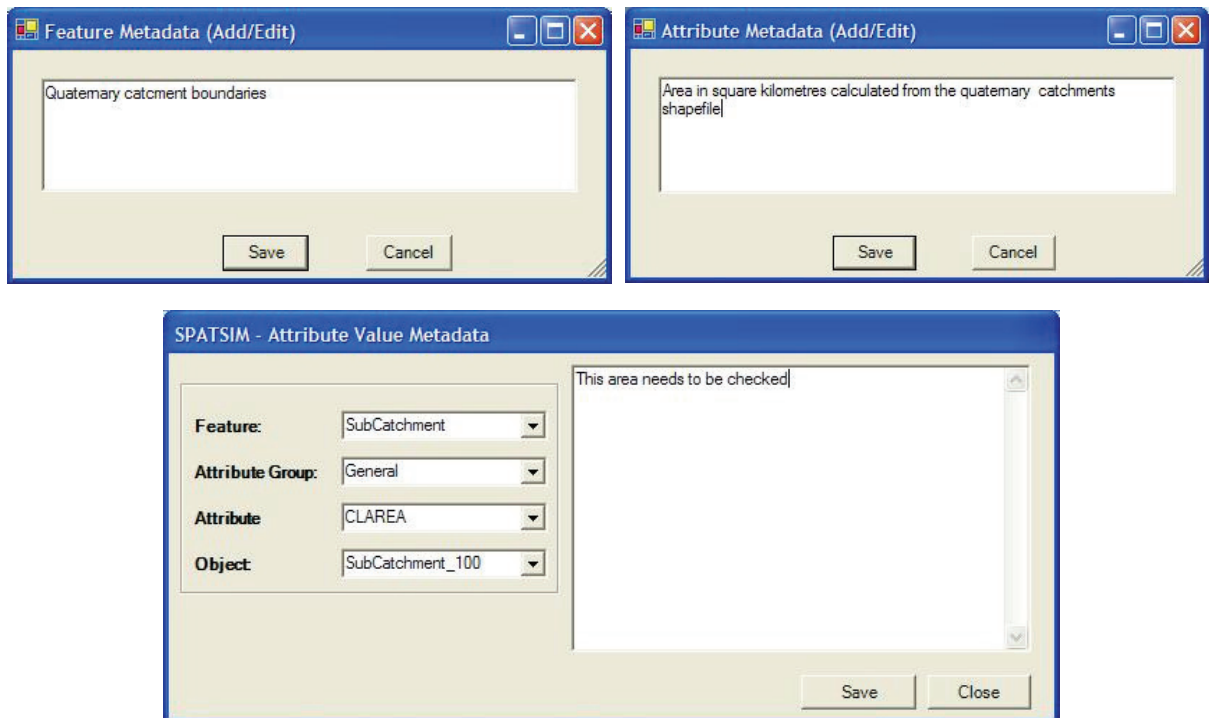 Feature Metadata (Add/Edit)
Quaternary catcment boundaries
Save
Cancel
Attribute Metadata (Add/Edit)
Area in square kilometres calculated from the quaternary catchments
shapefile
Save
Cancel
SPATSIM - Attribute Value Metadata
Feature:
SubCatchment
Attribute Group:
General
Attribute
CLAREA
Object:
SubCatchment_100
This area needs to be checked
Save
Close